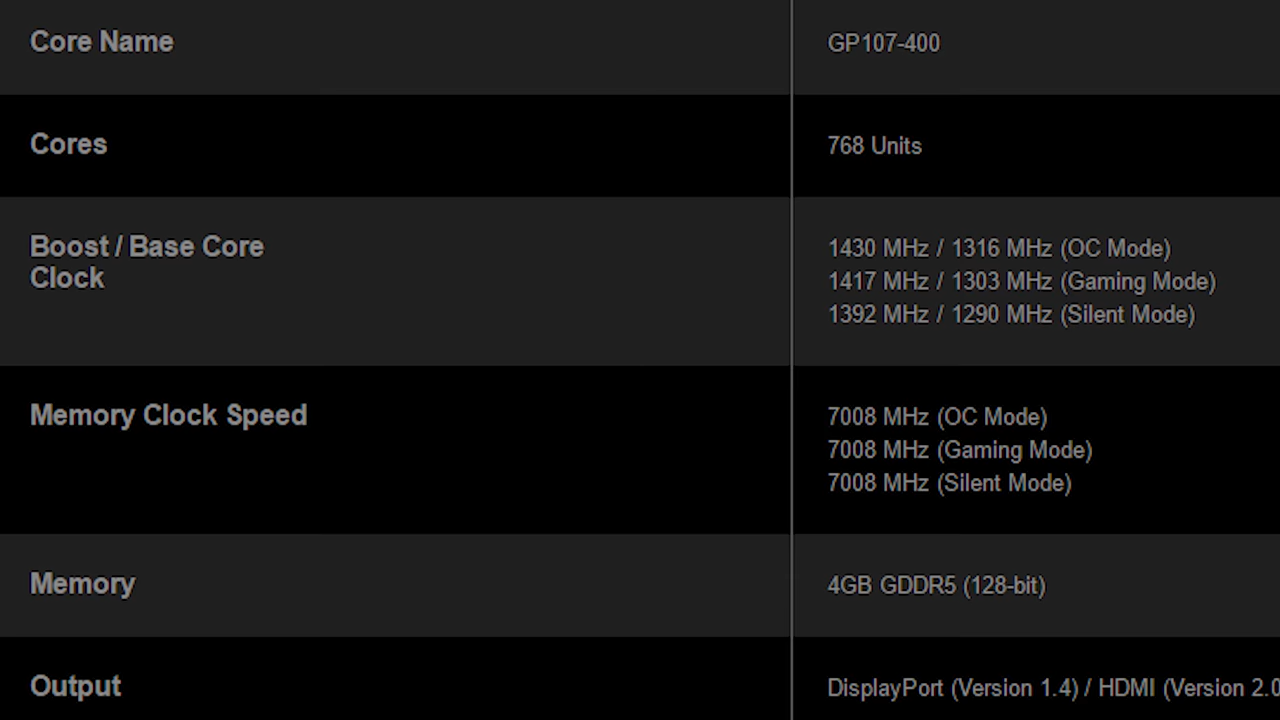 Core Name
GP107-400
Cores
768 Units
Boost / Base Core
Clock
1430 MHz / 1316 MHz (OC Mode)
1417 MHz / 1303 MHz (Gaming Mode)
1392 MHz / 1290 MHz (Silent Mode)
Memory Clock Speed
7008 MHz (OC Mode)
7008 MHz (Gaming Mode)
7008 MHz (Silent Mode)
Memory
4GB GDDR5 (128-bit)
Output
DisplayPort (Version 1.4) / HDMI (Version 2.0